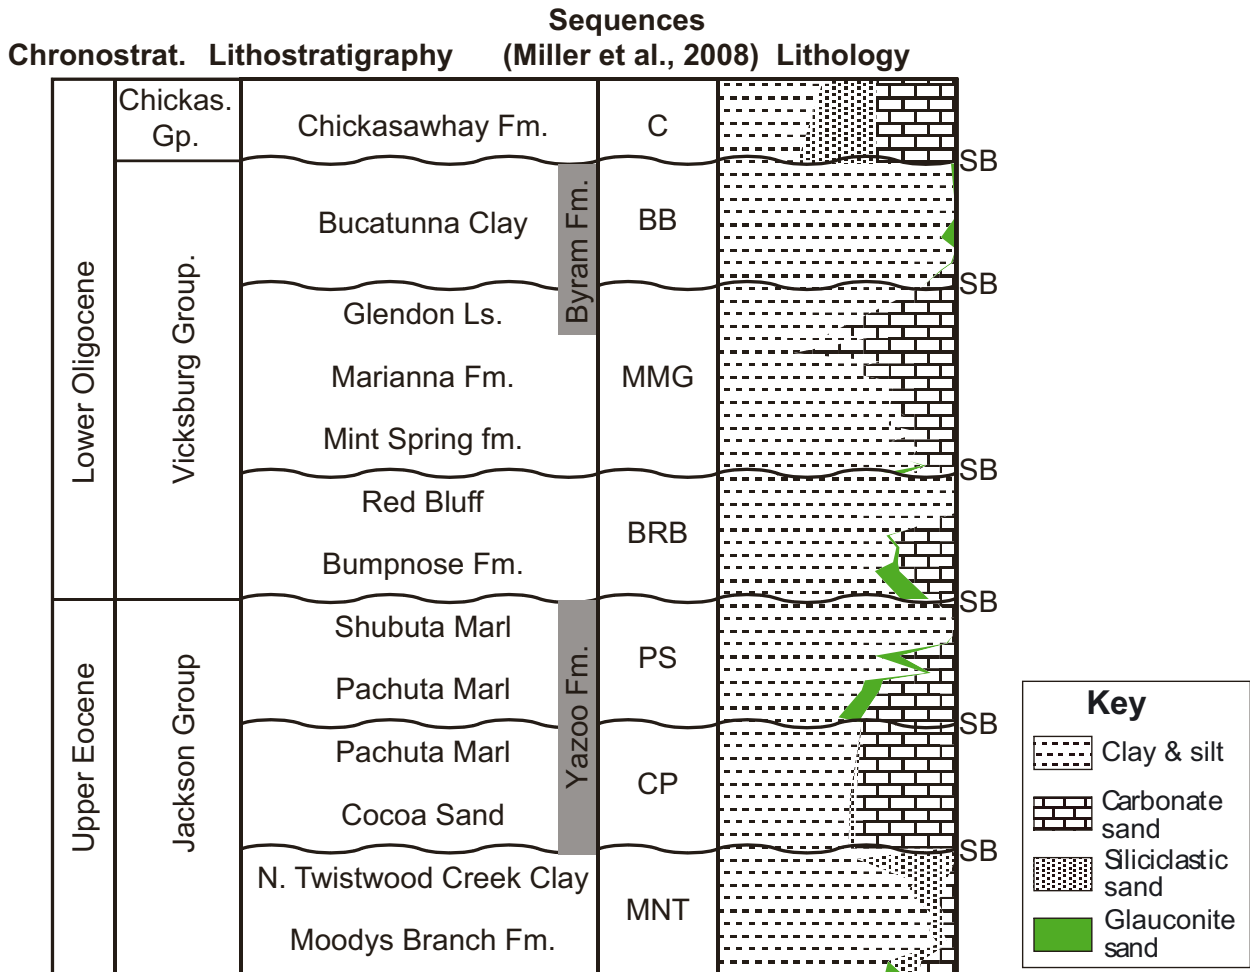 Sequences
Chronostrat. Lithostratigraphy (Miller et al., 2008) Lithology
Chickas.
Gp.
Chickasawhay Fm.
C
SB
Lower Oligocene
Vicksburg Group.
Bucatunna Clay
Byram Fm.
BB
SB
Glendon Ls.
Marianna Fm.
MMG
Mint Spring fm.
SB
Red Bluff
BRB
Bumpnose Fm.
SB
Upper Eocene
Jackson Group
Shubuta Marl
Yazoo Fm.
PS
Pachuta Marl
SB
Pachuta Marl
CP
Cocoa Sand
SB
N. Twistwood Creek Clay
MNT
Moodys Branch Fm.
Key
Clay & silt
Carbonate
sand
Siliciclastic
sand
Glauconite
sand